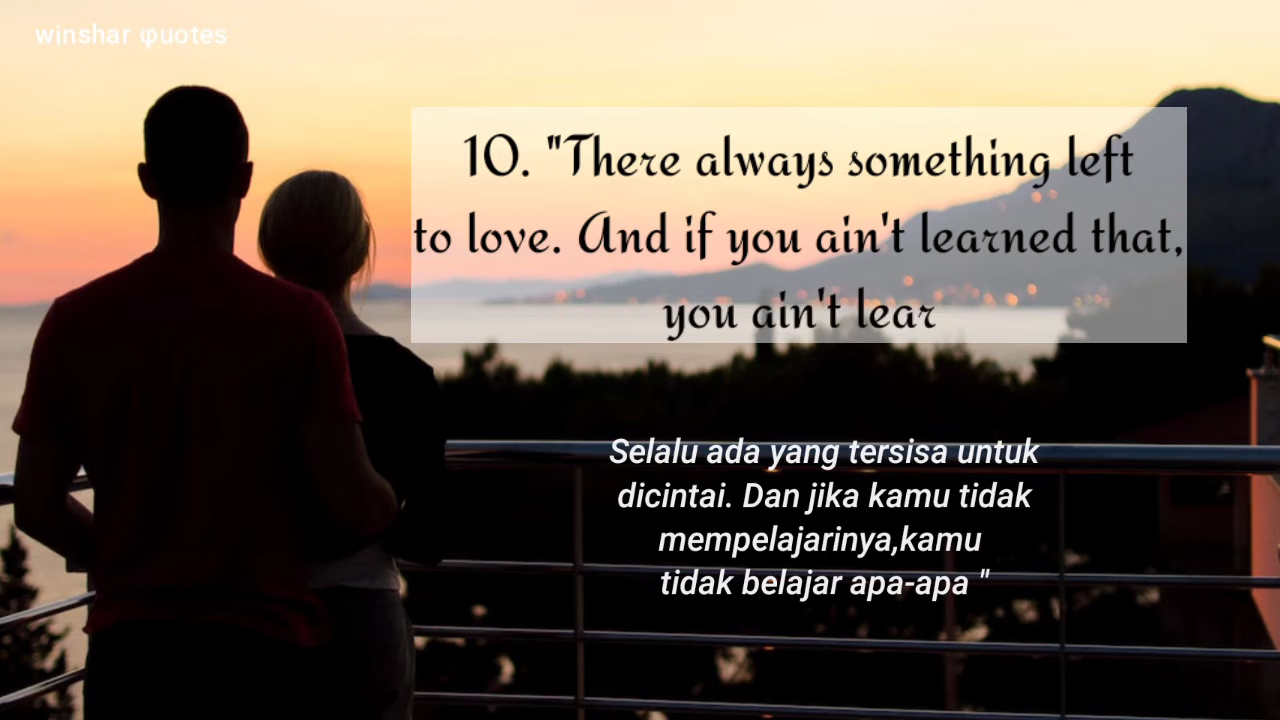 winshar φuotes
10. "There always something left
to love. And if you ain't learned that,
you ain't lear
Selalu ada yang tersisa untuk
dicintai. Dan jika kamu tidak
mempelajarinya,kamu
tidak belajar apa-apa "